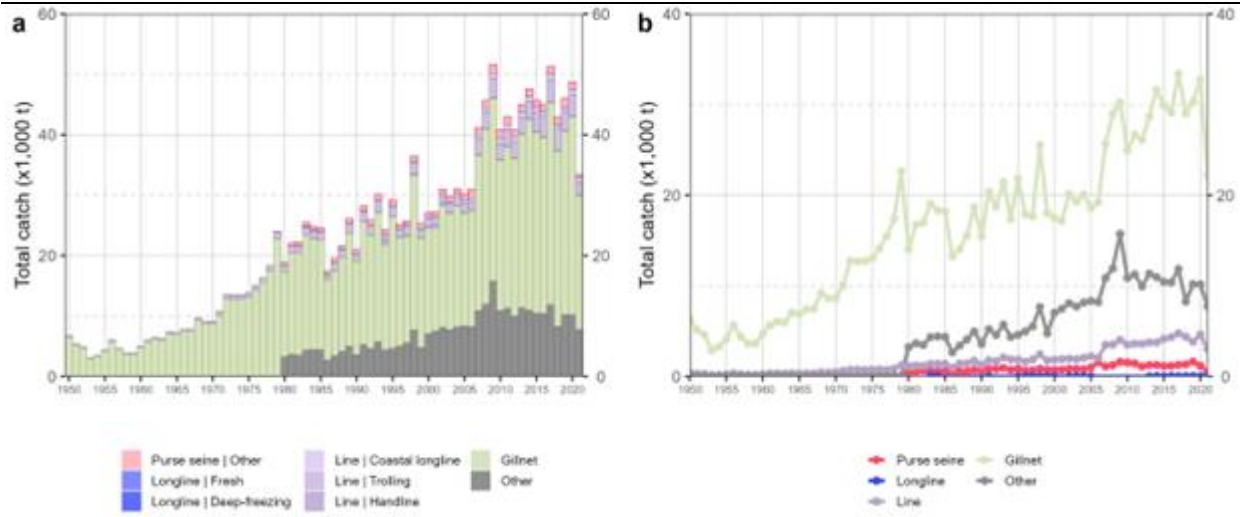 a
b
Total catch (x1,000 t)
60
40
20
0
60
40
20
0
1950 1955 1960 1965 1970 1975 1980 1985 1990 1995 2000 2005 2010 2015 2020
Total catch (x1,000 t)
40
20
0
40
20
0
1950 1955 1960 1965 1970 1975 1980 1985 1990 1995 2000 2005 2010 2015 2020
Purse seine | Other
Longline | Fresh
Longline | Deep-freezing
Line | Coastal longline
Line | Trolling
Line | Handline
Gillnet
Other
Purse seine
Longline
Line
Gillnet
Other